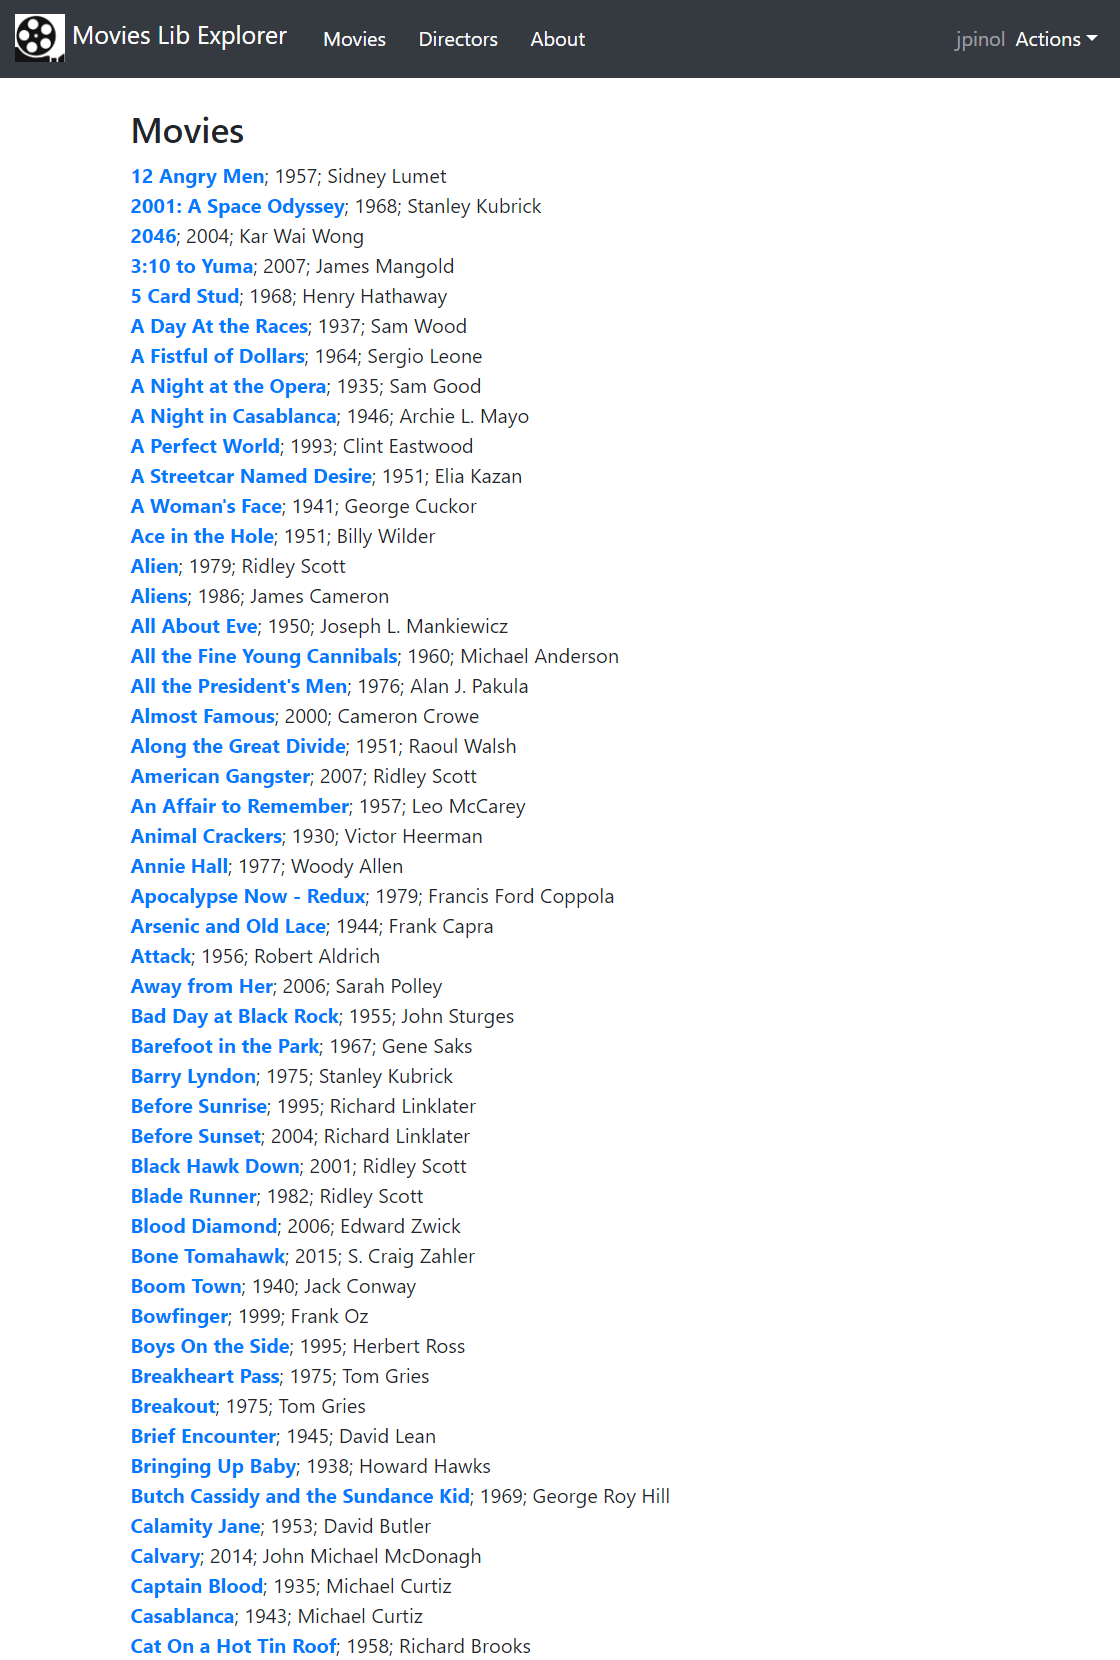 Movies Lib Explorer Movies Directors About jpinol Actions
Movies
12 Angry Men; 1957; Sidney Lumet
2001: A Space Odyssey; 1968; Stanley Kubrick
2046; 2004; Kar Wai Wong
3:10 to Yuma; 2007; James Mangold
5 Card Stud; 1968; Henry Hathaway
A Day At the Races; 1937; Sam Wood
A Fistful of Dollars; 1964; Sergio Leone
A Night at the Opera; 1935; Sam Good
A Night in Casablanca; 1946; Archie L. Mayo
A Perfect World; 1993; Clint Eastwood
A Streetcar Named Desire; 1951; Elia Kazan
A Woman's Face; 1941; George Cuckor
Ace in the Hole; 1951; Billy Wilder
Alien; 1979; Ridley Scott
Aliens; 1986; James Cameron
All About Eve; 1950; Joseph L. Mankiewicz
All the Fine Young Cannibals; 1960; Michael Anderson
All the President's Men; 1976; Alan J. Pakula
Almost Famous; 2000; Cameron Crowe
Along the Great Divide; 1951; Raoul Walsh
American Gangster; 2007; Ridley Scott
An Affair to Remember; 1957; Leo McCarey
Animal Crackers; 1930; Victor Heerman
Annie Hall; 1977; Woody Allen
Apocalypse Now - Redux; 1979; Francis Ford Coppola
Arsenic and Old Lace; 1944; Frank Capra
Attack; 1956; Robert Aldrich
Away from Her; 2006; Sarah Polley
Bad Day at Black Rock; 1955; John Sturges
Barefoot in the Park; 1967; Gene Saks
Barry Lyndon; 1975; Stanley Kubrick
Before Sunrise; 1995; Richard Linklater
Before Sunset; 2004; Richard Linklater
Black Hawk Down; 2001; Ridley Scott
Blade Runner; 1982; Ridley Scott
Blood Diamond; 2006; Edward Zwick
Bone Tomahawk; 2015; S. Craig Zahler
Boom Town; 1940; Jack Conway
Bowfinger; 1999; Frank Oz
Boys On the Side; 1995; Herbert Ross
Breakheart Pass; 1975; Tom Gries
Breakout; 1975; Tom Gries
Brief Encounter; 1945; David Lean
Bringing Up Baby; 1938; Howard Hawks
Butch Cassidy and the Sundance Kid; 1969; George Roy Hill
Calamity Jane; 1953; David Butler
Calvary; 2014; John Michael McDonagh
Captain Blood; 1935; Michael Curtiz
Casablanca; 1943; Michael Curtiz
Cat On a Hot Tin Roof; 1958; Richard Brooks